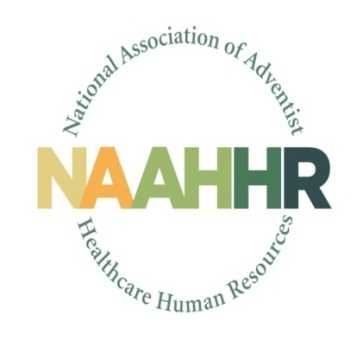 National Association of Adventist
NAAHHR
Healthcare Human Resources